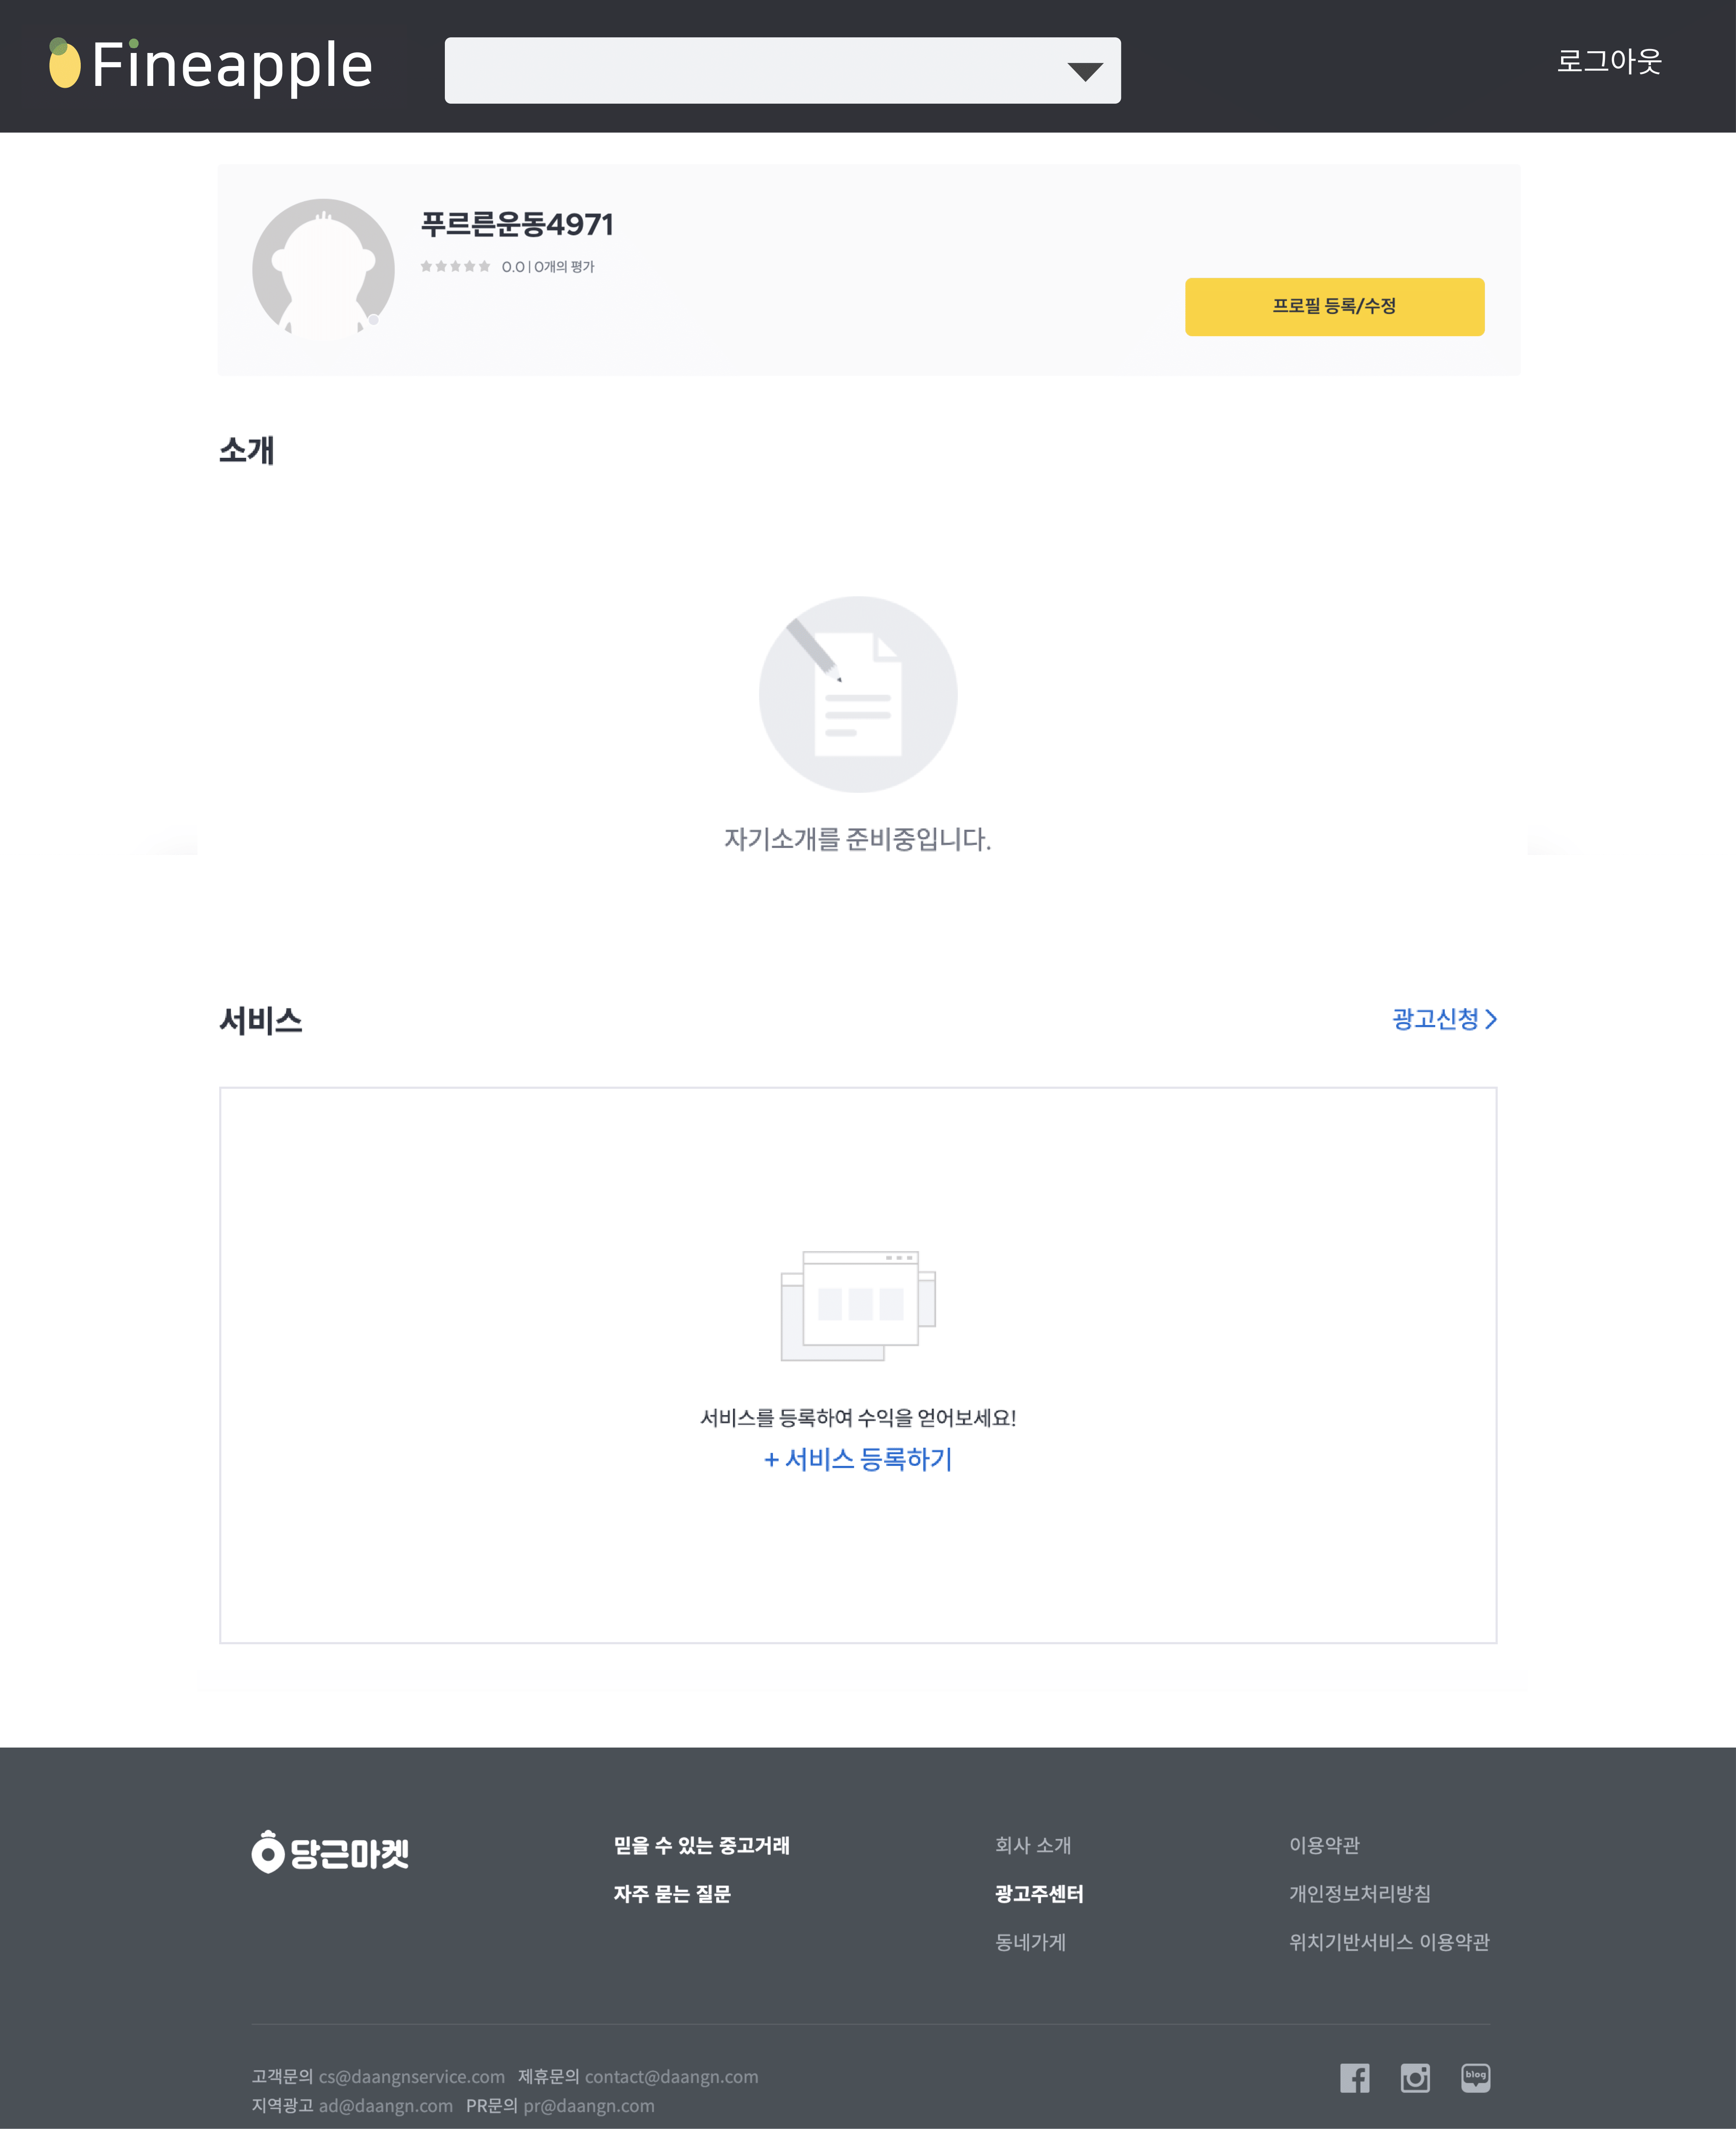 Fineapple
로그아웃
푸르른운동4971
0.0 | 0개의 평가
프로필 등록/수정
소개
자기소개를 준비중입니다.
서비스
광고신청
서비스를 등록하여 수익을 얻어보세요!
+ 서비스 등록하기
당근마켓
믿을 수 있는 중고거래
자주 묻는 질문
회사 소개
광고주센터
동네가게
이용약관
개인정보처리방침
위치기반서비스 이용약관
고객문의 cs@daangnservice.com 제휴문의 contact@daangn.com
지역광고 ad@daangn.com PR문의 pr@daangn.com
blog